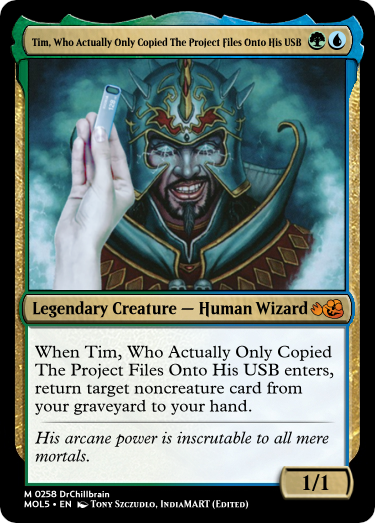 Tim, Who Actually Only Copied The Project Files Onto His USB
Legendary Creature — Human Wizard
When Tim, Who Actually Only Copied
The Project Files Onto His USB enters,
return target noncreature card from
your graveyard to your hand.
His arcane power is inscrutable to all mere
mortals.
1/1
M 0258 DrChillbrain
MOL5 • EN Tony Szczudlo, IndiaMART (Edited)